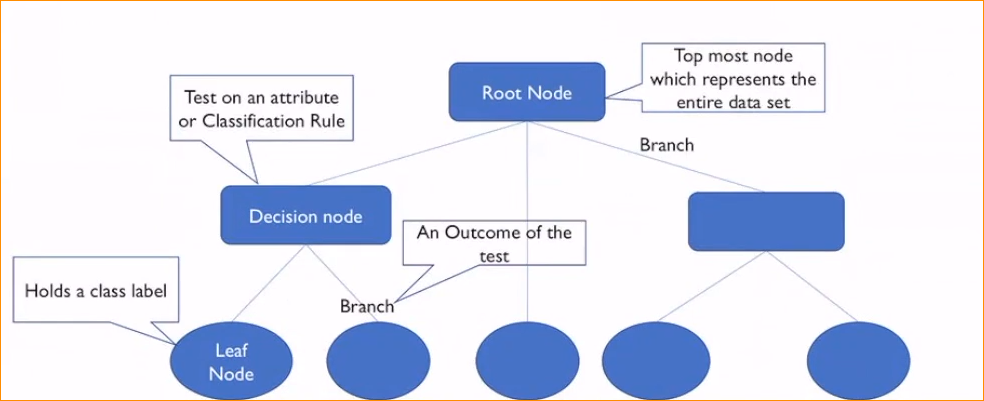 Top most node
which represents the
entire data set
Root Node
Test on an attribute
or Classification Rule
Branch
Decision node
An Outcome of the
test
Holds a class label
Branch
Leaf
Node